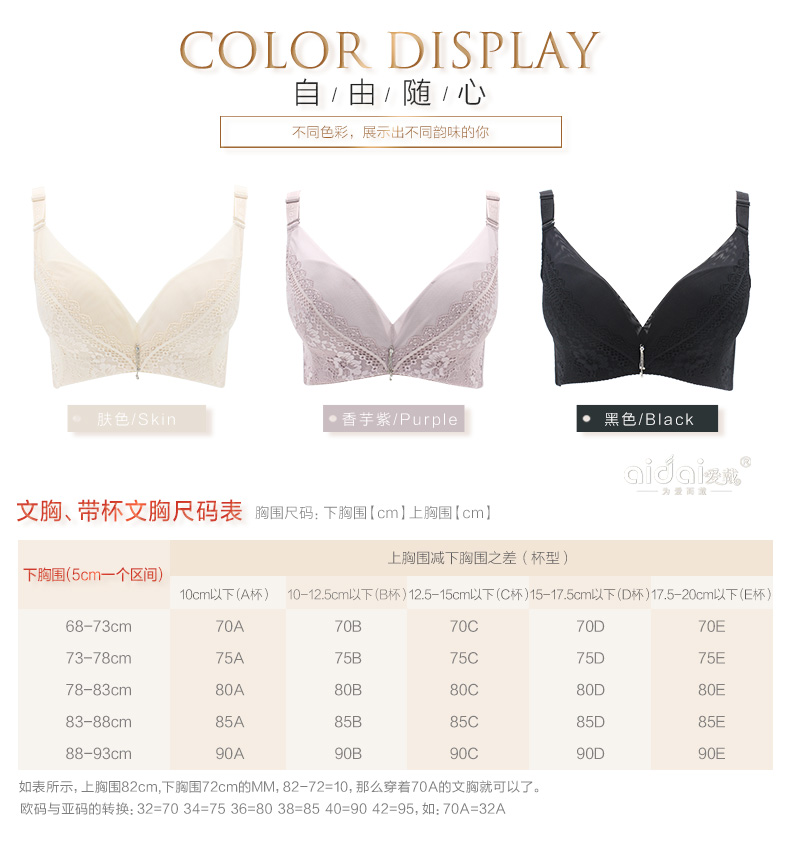 COLOR DISPLAY
自/由/随/心
不同色彩，展示出不同韵味的你
肤色/Skin
香芋紫/Purple
黑色/Black
aidai爱戴®
为爱而戴
文胸、带杯文胸尺码表 胸围尺码：下胸围【cm】上胸围【cm】
下胸围（5cm一个区间） 上胸围减下胸围之差（杯型）
10cm以下（A杯） 10-12.5cm以下（B杯） 12.5-15cm以下（C杯） 15-17.5cm以下（D杯） 17.5-20cm以下（E杯）
68-73cm 70A 70B 70C 70D 70E
73-78cm 75A 75B 75C 75D 75E
78-83cm 80A 80B 80C 80D 80E
83-88cm 85A 85B 85C 85D 85E
88-93cm 90A 90B 90C 90D 90E
如表所示，上胸围82cm,下胸围72cm的MM，82-72=10，那么穿着70A的文胸就可以了。
欧码与亚码的转换：32=70 34=75 36=80 38=85 40=90 42=95，如：70A=32A